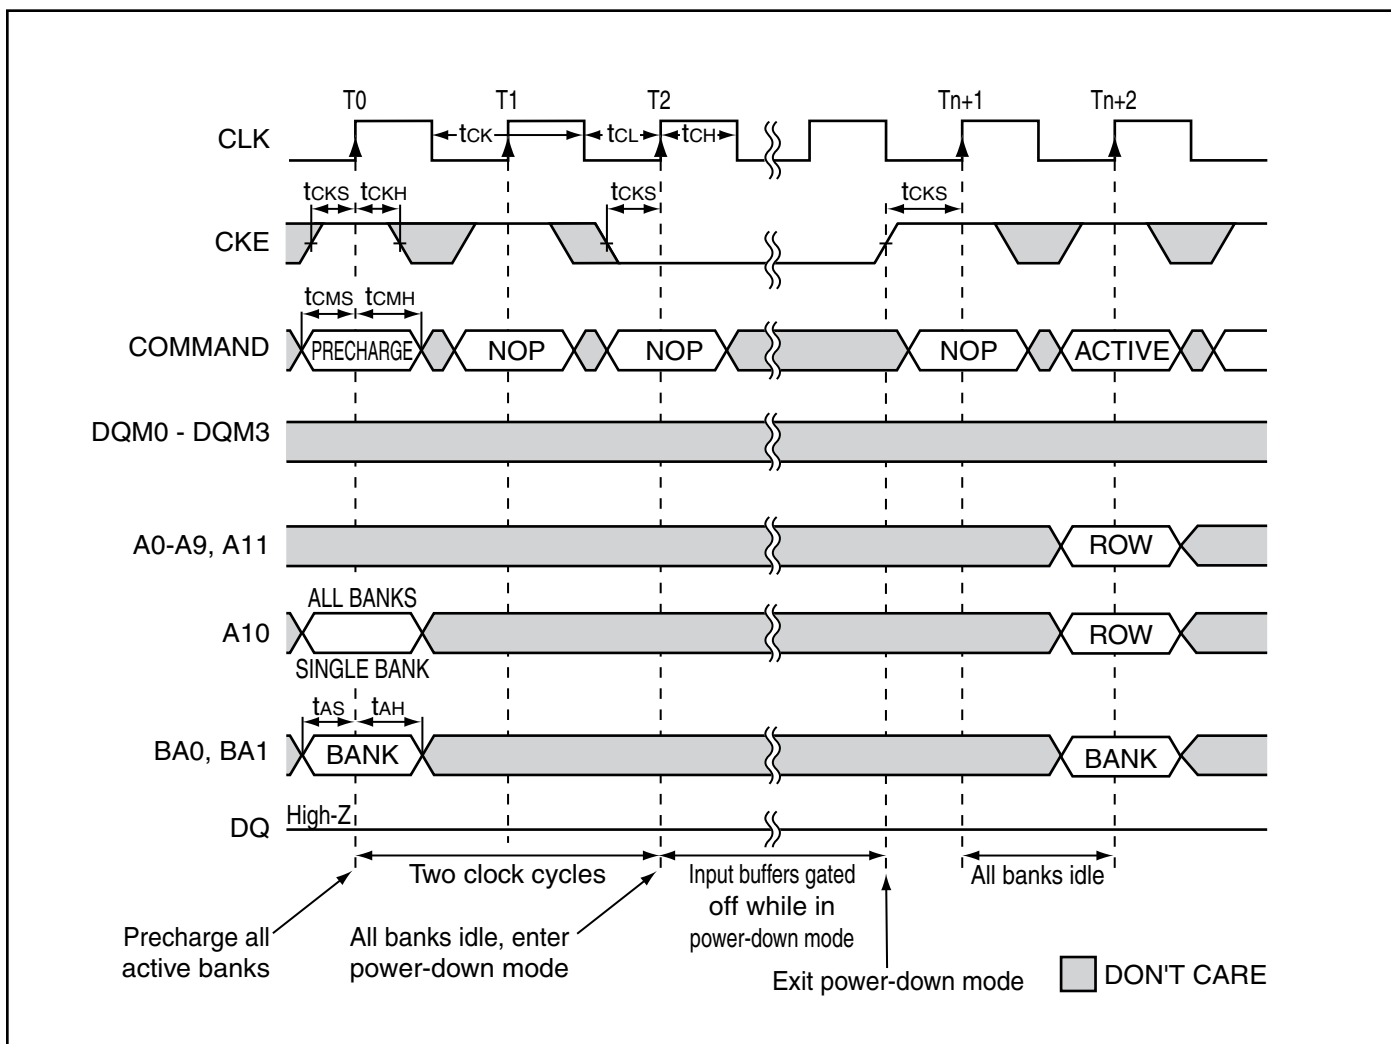 T0
T1
T2
Tn+1
Tn+2
CLK
tCK
tCL
tCH
tCKS
tCKH
tCKS
tCKS
CKE
tCMS
tCMH
COMMAND
PRECHARGE
NOP
NOP
NOP
ACTIVE
DQM0 - DQM3
A0-A9, A11
ROW
ALL BANKS
A10
ROW
SINGLE BANK
tAS
tAH
BA0, BA1
BANK
BANK
High-Z
DQ
Two clock cycles
Input buffers gated
off while in
power-down mode
All banks idle
Precharge all
active banks
All banks idle, enter
power-down mode
Exit power-down mode
DON'T CARE